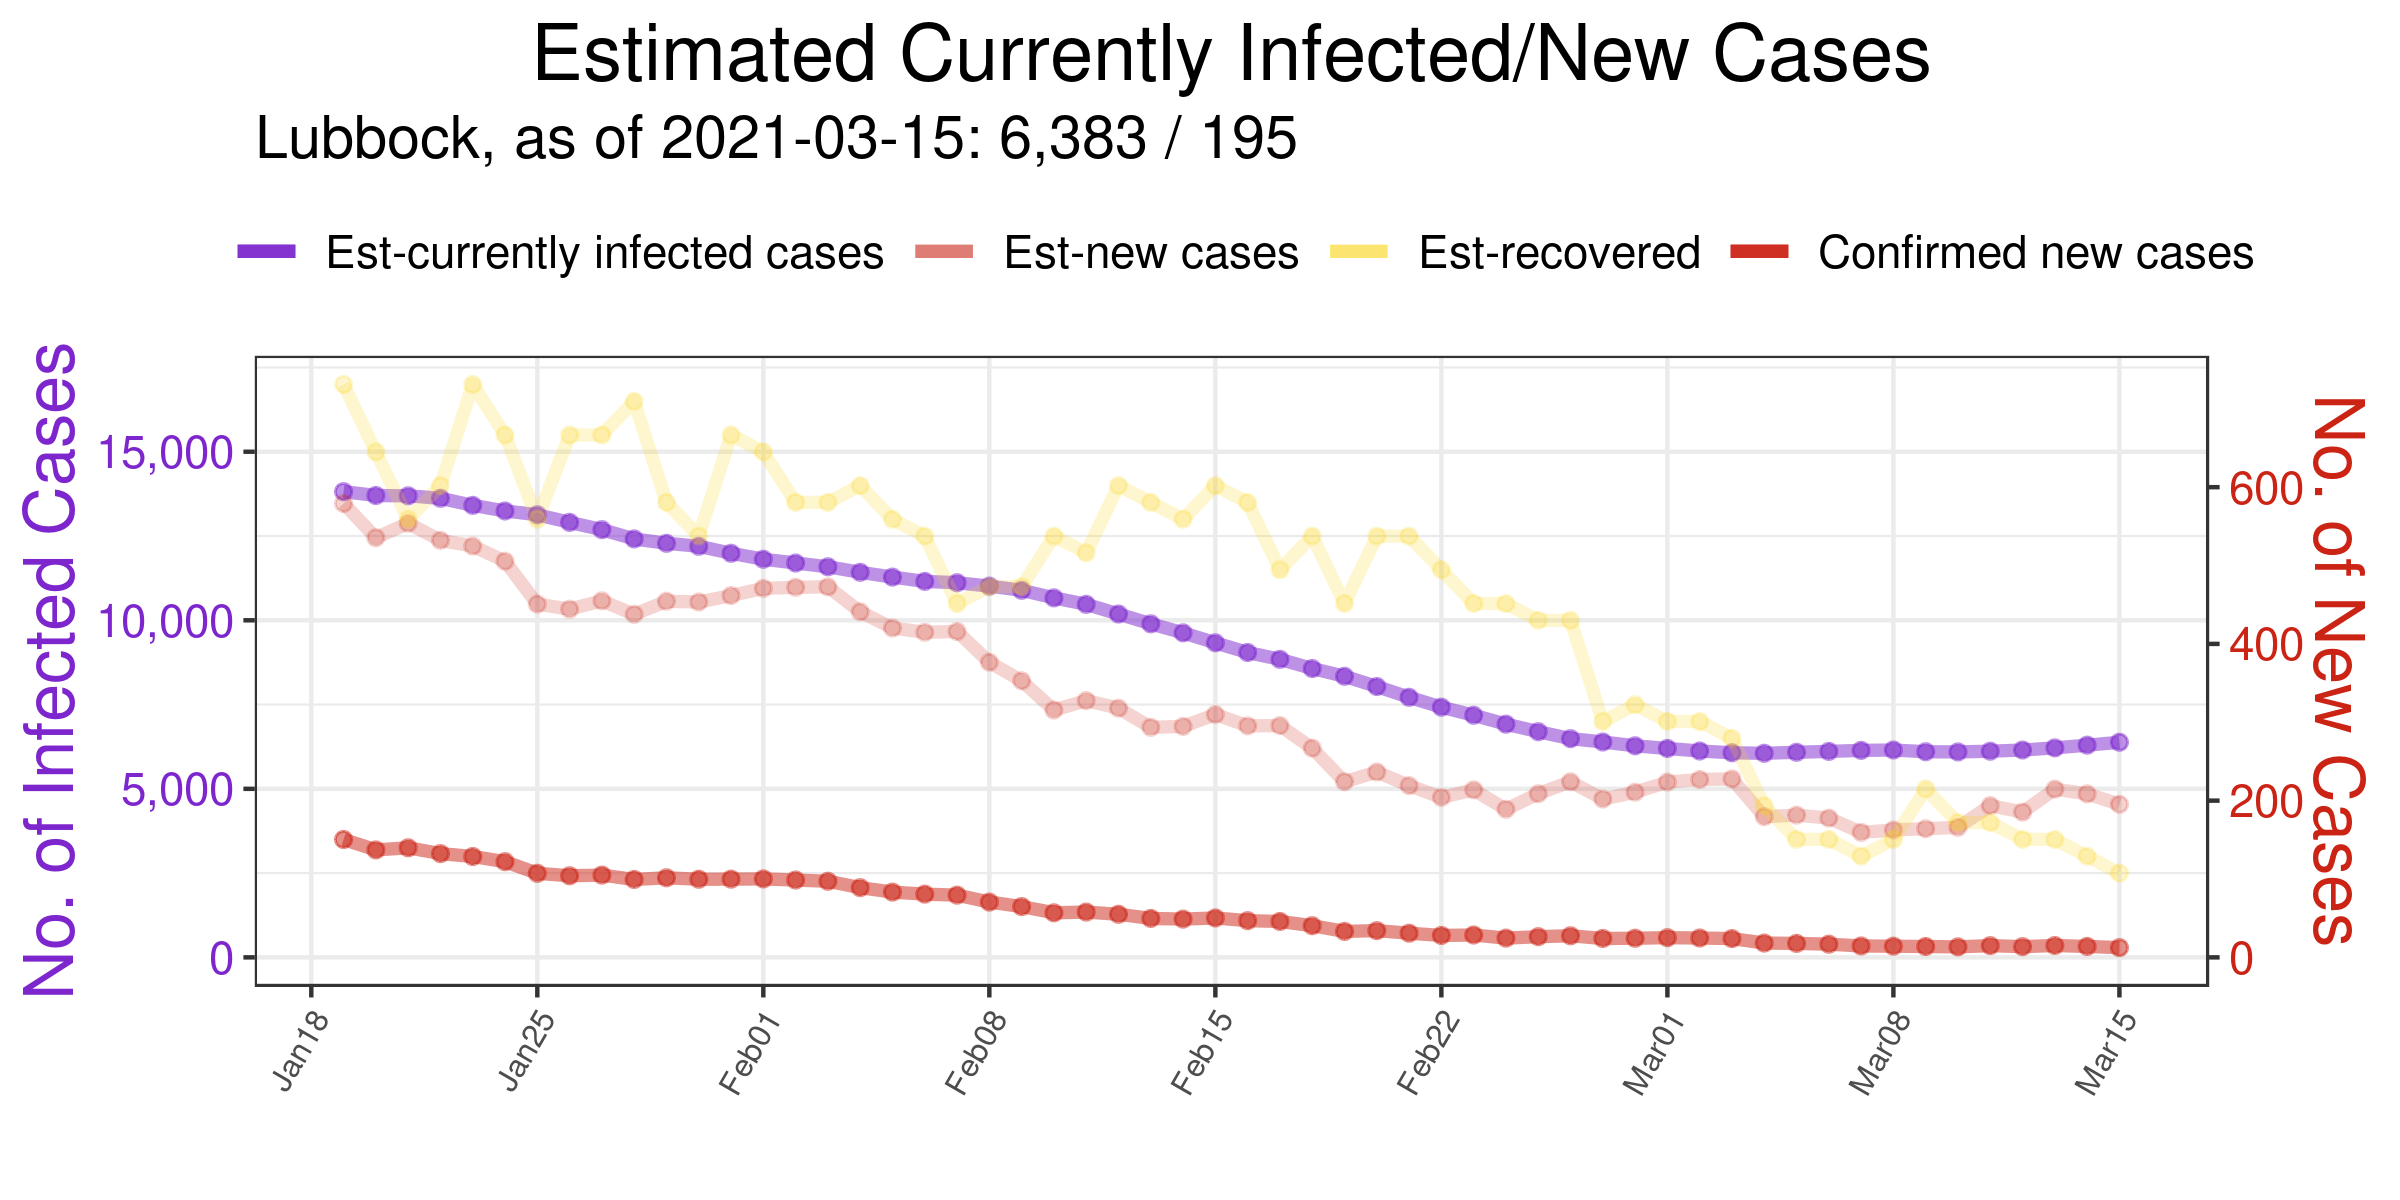 Estimated Currently Infected/New Cases
Lubbock, as of 2021-03-15: 6,383 / 195
Est-currently infected cases Est-new cases Est-recovered Confirmed new cases
No. of Infected Cases
15,000
10,000
5,000
0
600
400
200
0
No. of New Cases
Jan18 Jan25 Feb01 Feb08 Feb15 Feb22 Mar01 Mar08 Mar15